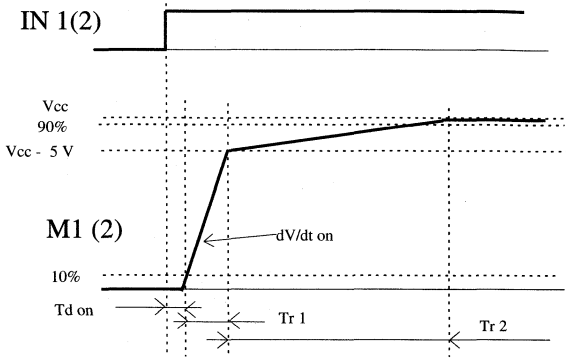 IN 1(2)
Vcc
90%
Vcc - 5 V
M1 (2)
dV/dt on
10%
Td on
Tr 1
Tr 2